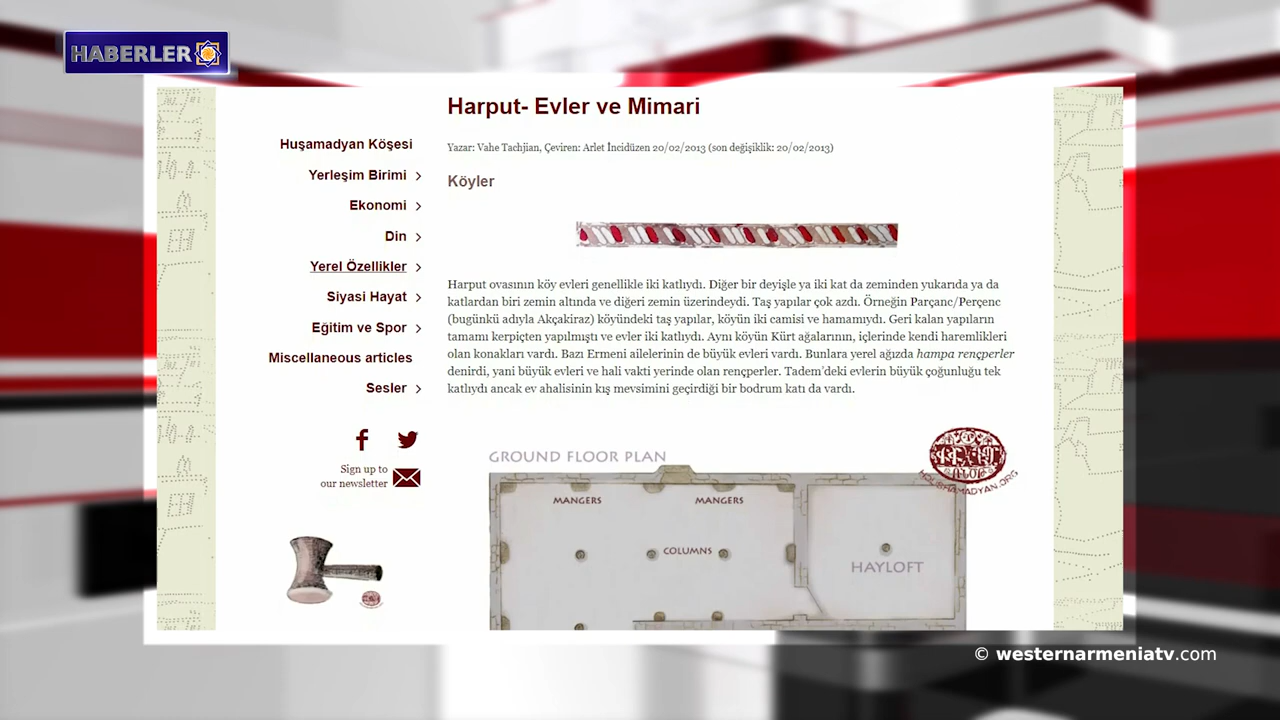 HABERLER
Harput- Evler ve Mimari
Yazar: Vahe Tachjian, Çeviren: Arlet İncidüzen 20/02/2013 (son değişiklik: 20/02/2013)
Köyler
Huşamadyan Köşesi
Yerleşim Birimi
Ekonomi
Din
Yerel Özellikler
Siyasi Hayat
Eğitim ve Spor
Miscellaneous articles
Sesler
Sign up to
our newsletter
Harput ovasının köy evleri genellikle iki katlıydı. Diğer bir deyişle ya iki kat da zeminden yukarıda ya da
katlardan biri zemin altında ve diğeri zemin üzerindeydi. Taş yapılar çok azdı. Örneğin Parçanc/Perçenc
(bugünkü adıyla Akçakiraz) köyündeki taş yapılar, köyün iki camisi ve hamamıydı. Geri kalan yapıların
tamamı kerpiçten yapılmıştı ve evler iki katlıydı. Aynı köyün Kürt ağalarının, içlerinde kendi haremlikleri
olan konakları vardı. Bazı Ermeni ailelerinin de büyük evleri vardı. Bunlara yerel ağızda hampa rençperler
denirdi, yani büyük evleri ve hali vakti yerinde olan rençperler. Tadem'deki evlerin büyük çoğunluğu tek
katlıydı ancak ev ahalisinin kış mevsimini geçirdiği bir bodrum katı da vardı.
GROUND FLOOR PLAN
MANGERS
MANGERS
COLUMNS
HAYLOFT
HOUSHAMADYAN.ORG
© westernarmeniatv.com